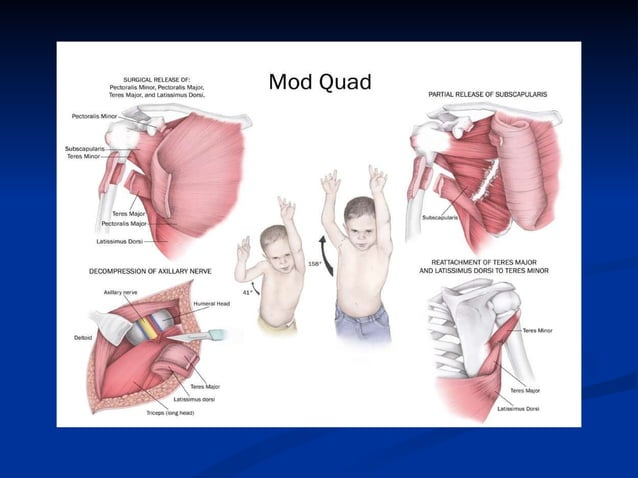 Mod Quad
SURGICAL RELEASE OF:
Pectoralis Minor, Pectoralis Major,
Teres Major, and Latissimus Dorsi.
Pectoralis Minor
Subscapularis
Teres Minor
Teres Major
Pectoralis Major
Latissimus Dorsi
PARTIAL RELEASE OF SUBSCAPULARIS
Subscapularis
41°
158°
DECOMPRESSION OF AXILLARY NERVE
Axillary nerve
Humeral Head
Deltoid
Teres Major
Latissimus dorsi
Triceps (long head)
REATTACHMENT OF TERES MAJOR
AND LATISSIMUS DORSI TO TERES MINOR
Teres Minor
Teres Major
Latissimus Dorsi